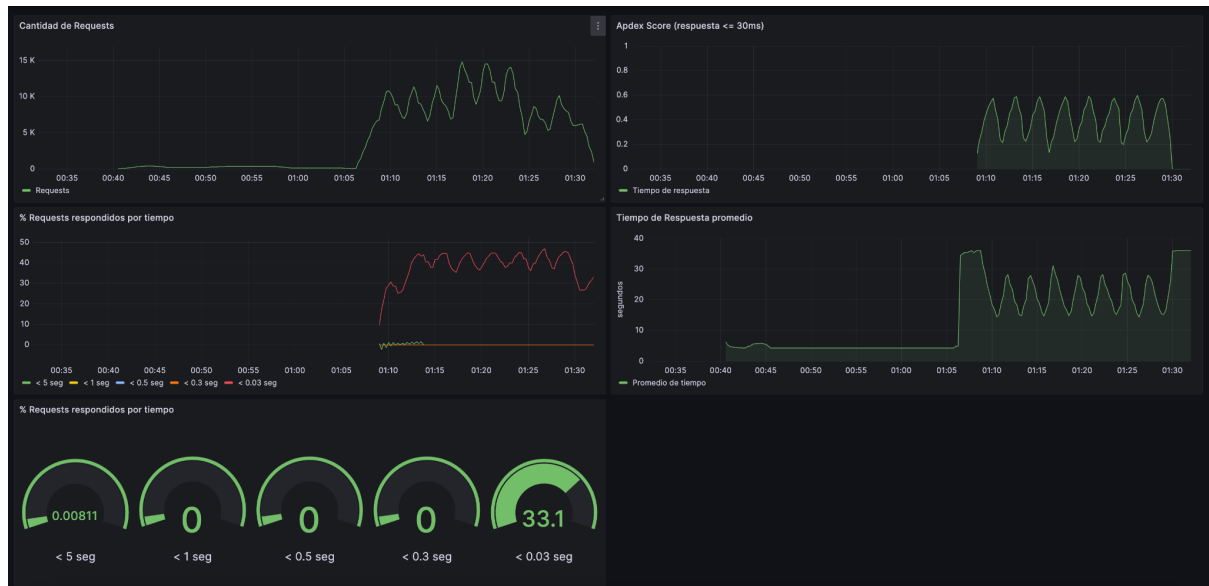 Cantidad de Requests
15 K
10 K
5 K
0
00:35 00:40 00:45 00:50 00:55 01:00 01:05 01:10 01:15 01:20 01:25 01:30
Requests
Apdex Score (respuesta <= 30ms)
1
0.8
0.6
0.4
0.2
0
00:35 00:40 00:45 00:50 00:55 01:00 01:05 01:10 01:15 01:20 01:25 01:30
Tiempo de respuesta
% Requests respondidos por tiempo
50
40
30
20
10
0
00:35 00:40 00:45 00:50 00:55 01:00 01:05 01:10 01:15 01:20 01:25 01:30
< 5 seg < 1 seg < 0.5 seg < 0.3 seg < 0.03 seg
Tiempo de Respuesta promedio
segundos
40
30
20
10
0
00:35 00:40 00:45 00:50 00:55 01:00 01:05 01:10 01:15 01:20 01:25 01:30
Promedio de tiempo
% Requests respondidos por tiempo
0.00811 0 0 0 33.1
< 5 seg < 1 seg < 0.5 seg < 0.3 seg < 0.03 seg